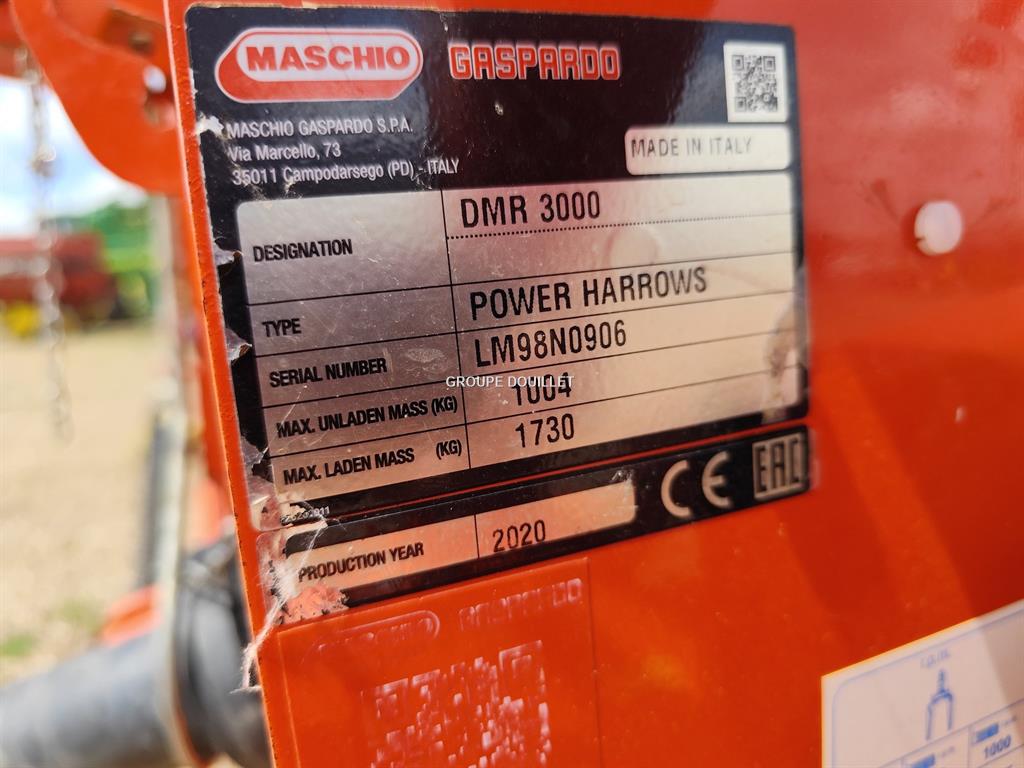 MASCHIO GASPARDO
MASCHIO GASPARDO S.P.A.
Via Marcello, 73
35011 Campodarsego (PD) - ITALY
MADE IN ITALY
DESIGNATION DMR 3000
TYPE POWER HARROWS
SERIAL NUMBER LM98N0906
GROUPE DOUILLET
MAX. UNLADEN MASS (KG) 1004
MAX. LADEN MASS (KG) 1730
CE EAC
PRODUCTION YEAR 2020
MASCHIO GASPARDO
1000